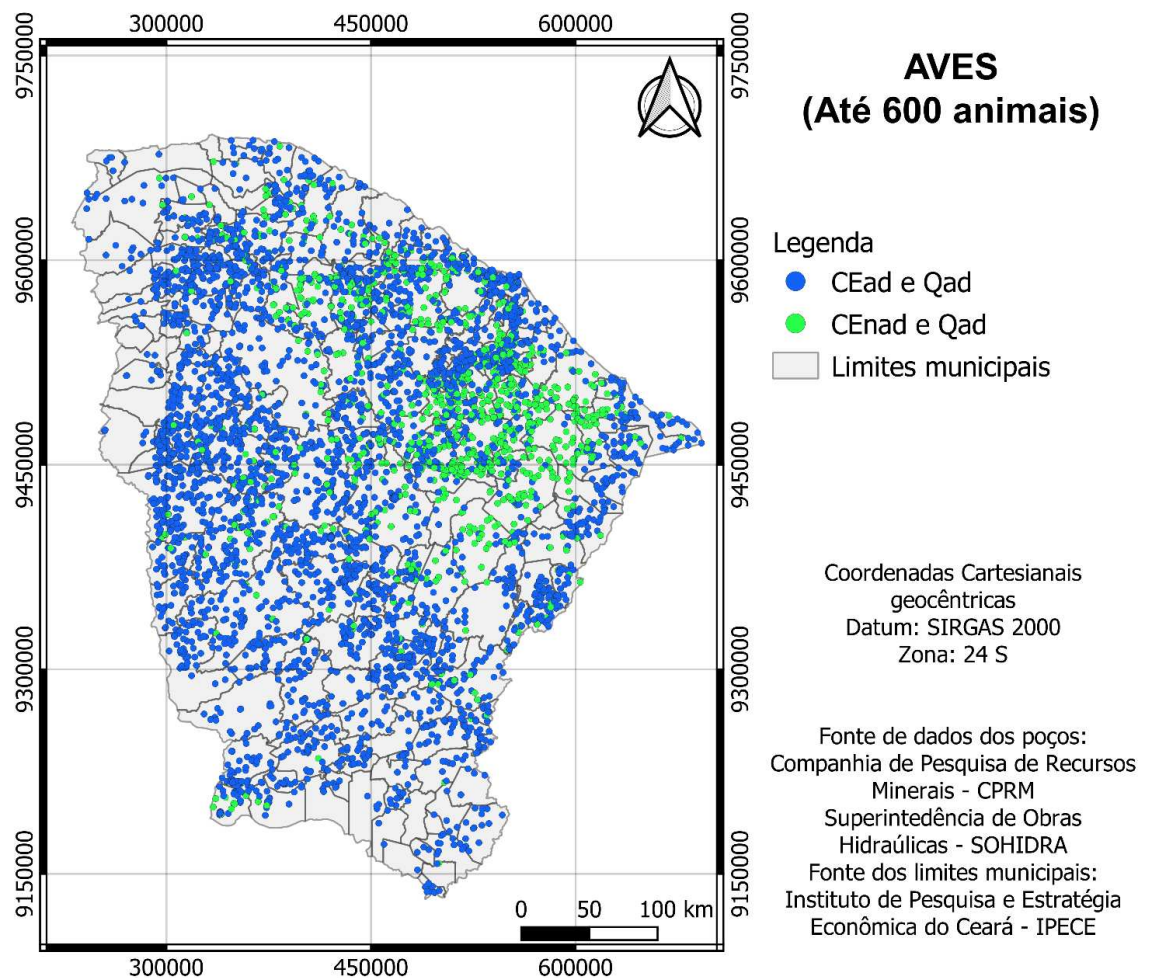 300000 450000 600000
9750000 9750000
9600000 9600000
9450000 9450000
9300000 9300000
9150000 9150000
0 50 100 km
300000 450000 600000
AVES
(Até 600 animais)
Legenda
CEad e Qad
CEnad e Qad
Limites municipais
Coordenadas Cartesianais
geocêntricas
Datum: SIRGAS 2000
Zona: 24 S
Fonte de dados dos poços:
Companhia de Pesquisa de Recursos
Minerais - CPRM
Superintedência de Obras
Hidraúlicas - SOHIDRA
Fonte dos limites municipais:
Instituto de Pesquisa e Estratégia
Econômica do Ceará - IPECE